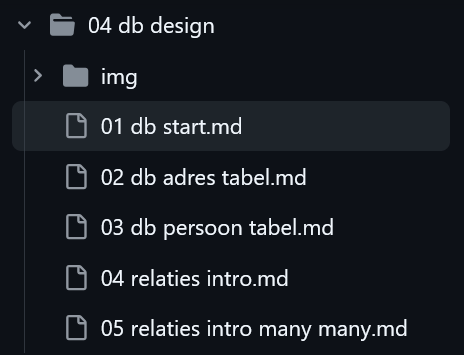 04 db design
img
01 db start.md
02 db adres tabel.md
03 db persoon tabel.md
04 relaties intro.md
05 relaties intro many many.md